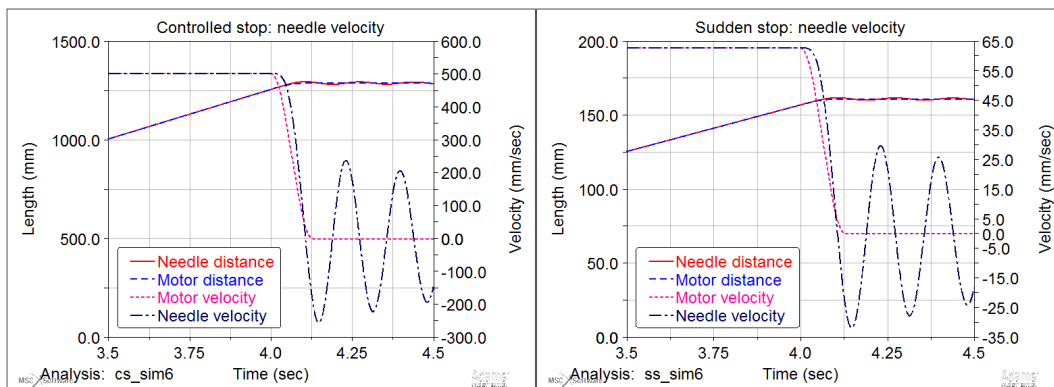 Controlled stop: needle velocity
1500.0
1000.0
500.0
0.0
Length (mm)
600.0
500.0
400.0
300.0
200.0
100.0
0.0
-100.0
-200.0
-300.0
Velocity (mm/sec)
Needle distance
Motor distance
Motor velocity
Needle velocity
3.5
3.75
4.0
4.25
4.5
Analysis: cs_sim6
Time (sec)
MSC Software
Adams
Sudden stop: needle velocity
200.0
150.0
100.0
50.0
0.0
Length (mm)
65.0
55.0
45.0
35.0
25.0
15.0
5.0
0.0
-5.0
-15.0
-25.0
-35.0
Velocity (mm/sec)
Needle distance
Motor distance
Motor velocity
Needle velocity
3.5
3.75
4.0
4.25
4.5
Analysis: ss_sim6
Time (sec)
MSC Software
Adams